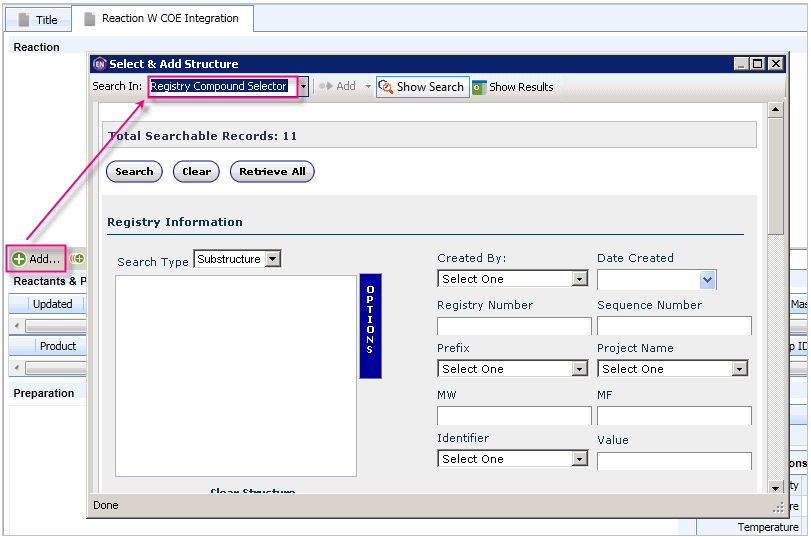 Title
Reaction W COE Integration
Reaction
Select & Add Structure
Search In: Registry Compound Selector Add Show Search Show Results
Total Searchable Records: 11
Search Clear Retrieve All
Registry Information
Search Type Substructure
OPTIONS
Clear Structure
Created By: Date Created
Select One
Registry Number Sequence Number
Prefix Project Name
Select One Select One
MW MF
Identifier Value
Select One
Done
Add...
Reactants & P
Updated
Mas
Product
p ID
Preparation
ons
ty
re
Temperature